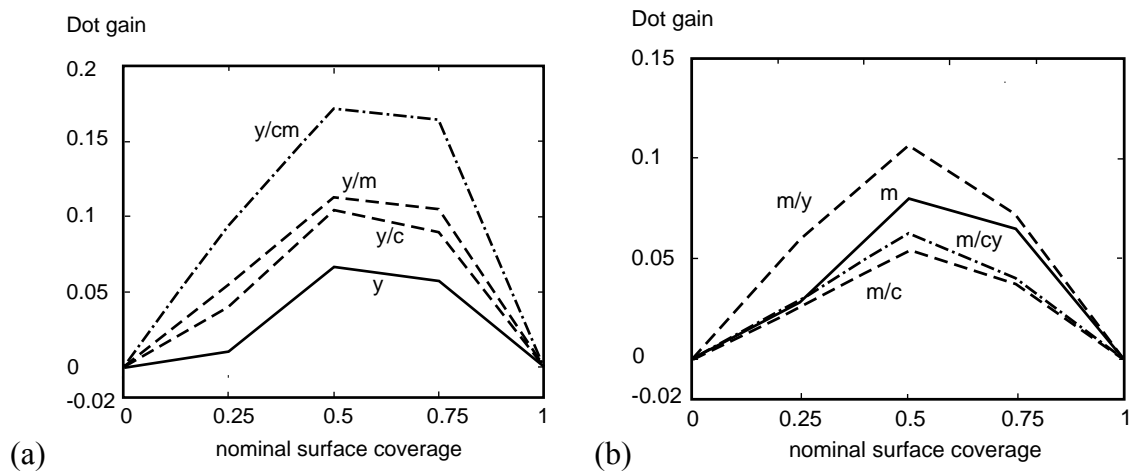 Dot gain
0.2
0.15
0.1
0.05
0
-0.02
y/cm
y/m
y/c
y
0 0.25 0.5 0.75 1
nominal surface coverage
(a)
Dot gain
0.15
0.1
0.05
0
-0.02
m/y
m
m/cy
m/c
0 0.25 0.5 0.75 1
nominal surface coverage
(b)